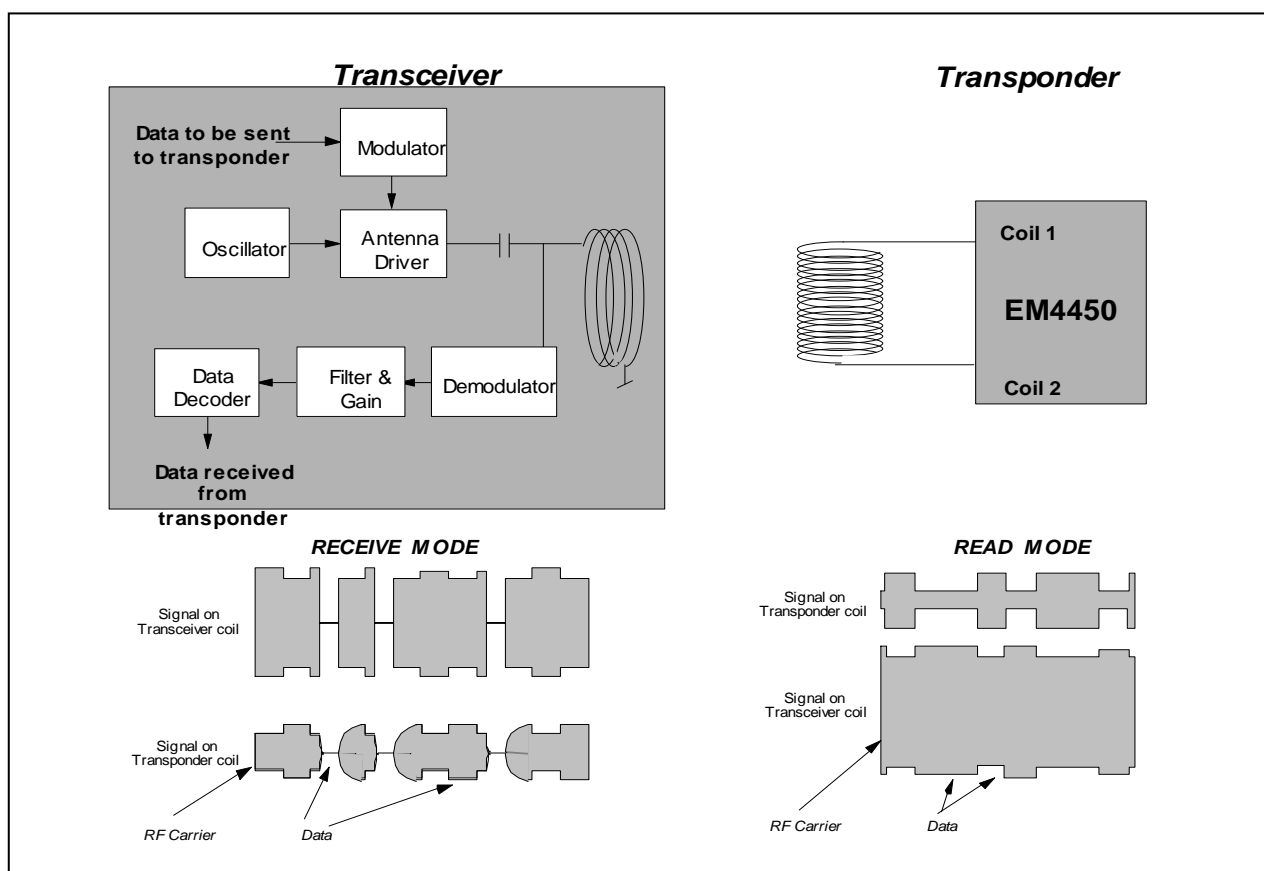 Transceiver
Transponder
Data to be sent
to transponder
Modulator
Oscillator
Antenna
Driver
Data
Decoder
Filter &
Gain
Demodulator
Data received
from
transponder
Coil 1
EM4450
Coil 2
RECEIVE MODE
Signal on
Transceiver coil
Signal on
Transponder coil
RF Carrier
Data
READ MODE
Signal on
Transponder coil
Signal on
Transceiver coil
RF Carrier
Data